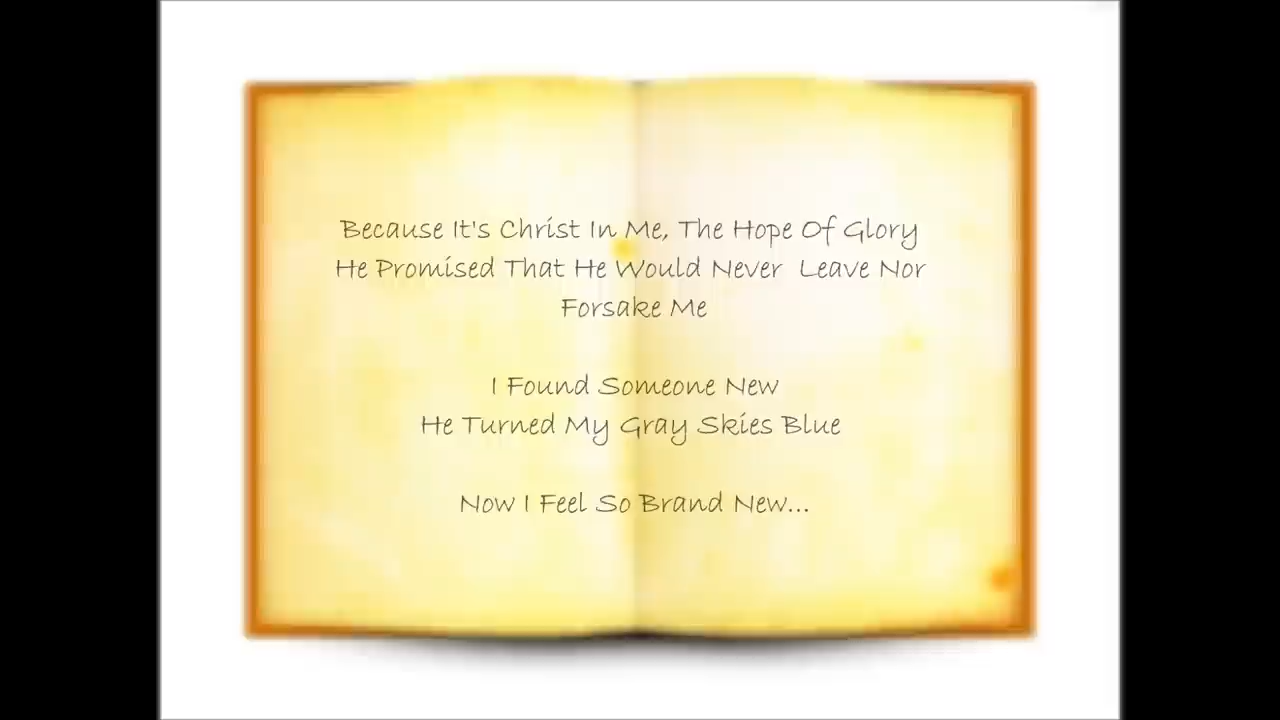 Because It's Christ In Me, The Hope Of Glory
He Promised That He Would Never Leave Nor
Forsake Me
I Found Someone New
He Turned My Gray Skies Blue
Now I Feel So Brand New...